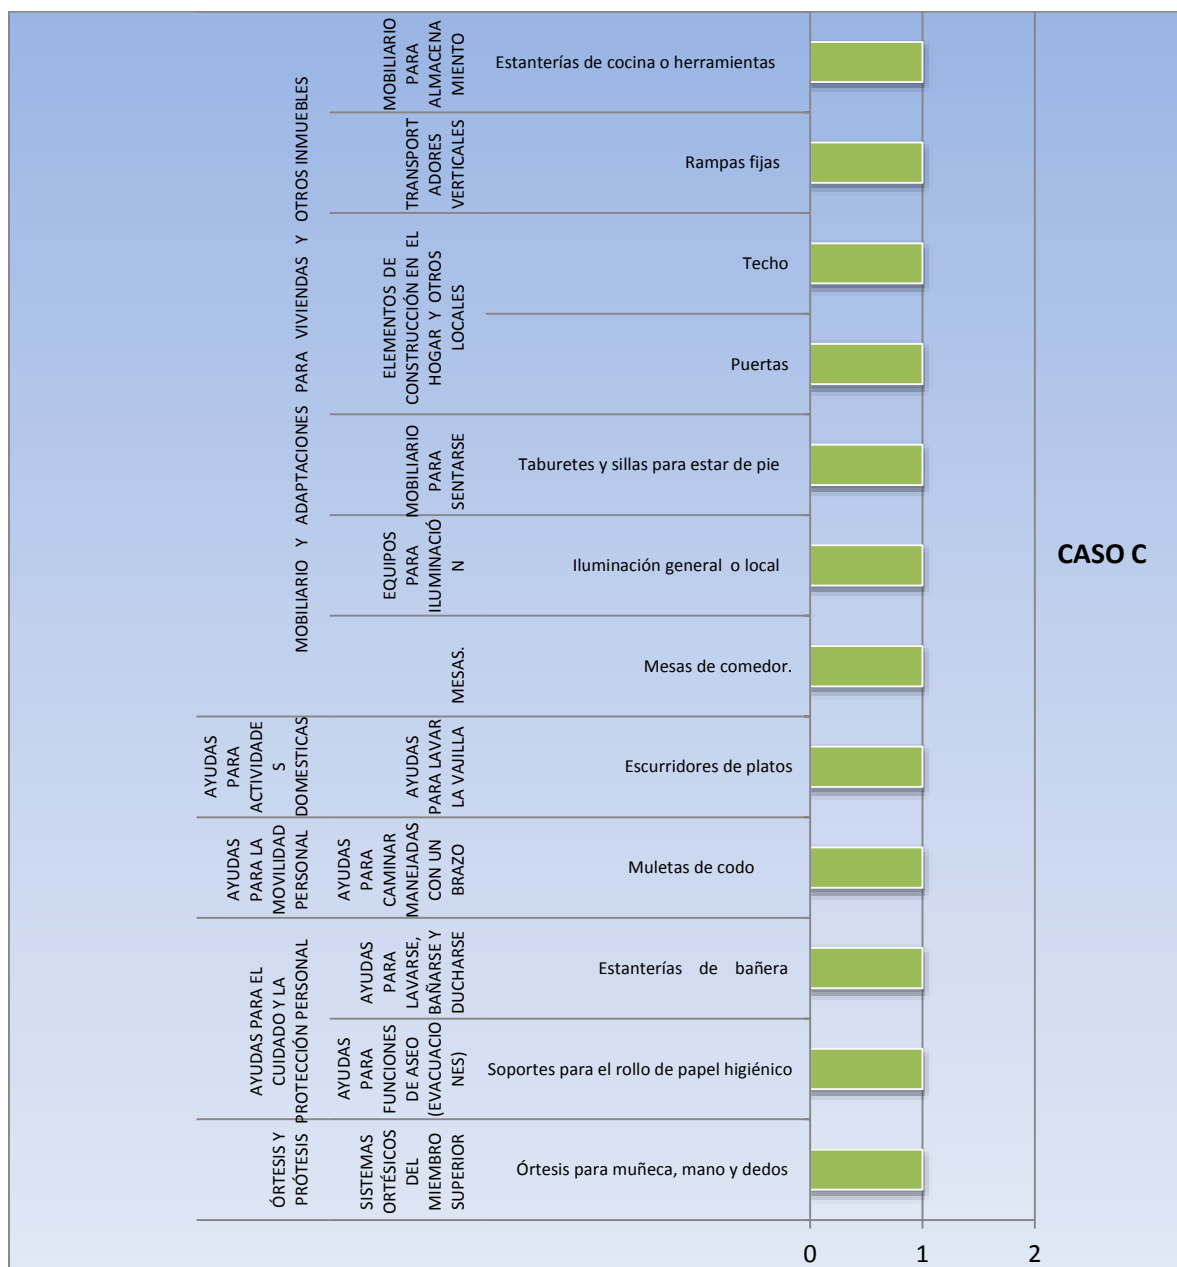 MOBILIARIO Y ADAPTACIONES PARA VIVIENDAS Y OTROS INMUEBLES
MOBILIARIO
PARA
ALMACENA
MIENTO
Estanterías de cocina o herramientas
TRANSPORT
ADORES
VERTICALES
Rampas fijas
ELEMENTOS DE
CONSTRUCCIÓN EN EL
HOGAR Y OTROS
LOCALES
Techo
Puertas
MOBILIARIO
PARA
SENTARSE
Taburetes y sillas para estar de pie
EQUIPOS
PARA
ILUMINACIÓ
N
Iluminación general o local
MESAS.
Mesas de comedor.
AYUDAS
PARA
ACTIVIDADE
S
DOMESTICAS
AYUDAS
PARA LAVAR
LA VAJILLA
Escurridores de platos
AYUDAS
PARA LA
MOVILIDAD
PERSONAL
AYUDAS
PARA
CAMINAR
MANEJADAS
CON UN
BRAZO
Muletas de codo
AYUDAS PARA EL
CUIDADO Y LA
PROTECCIÓN PERSONAL
AYUDAS
PARA
LAVARSE,
BAÑARSE Y
DUCHARSE
Estanterías de bañera
AYUDAS
PARA
FUNCIONES
DE ASEO
(EVACUACIO
NES)
Soportes para el rollo de papel higiénico
ÓRTESIS Y
PRÓTESIS
SISTEMAS
ORTÉSICOS
DEL
MIEMBRO
SUPERIOR
Órtesis para muñeca, mano y dedos
0 1 2
CASO C